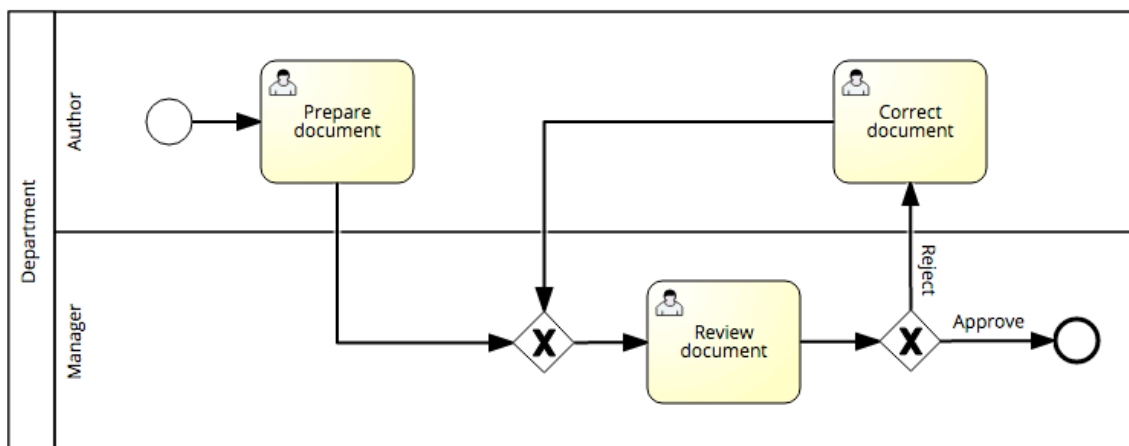 Department
Author
Prepare
document
Correct
document
Reject
Manager
Review
document
Approve
X
X